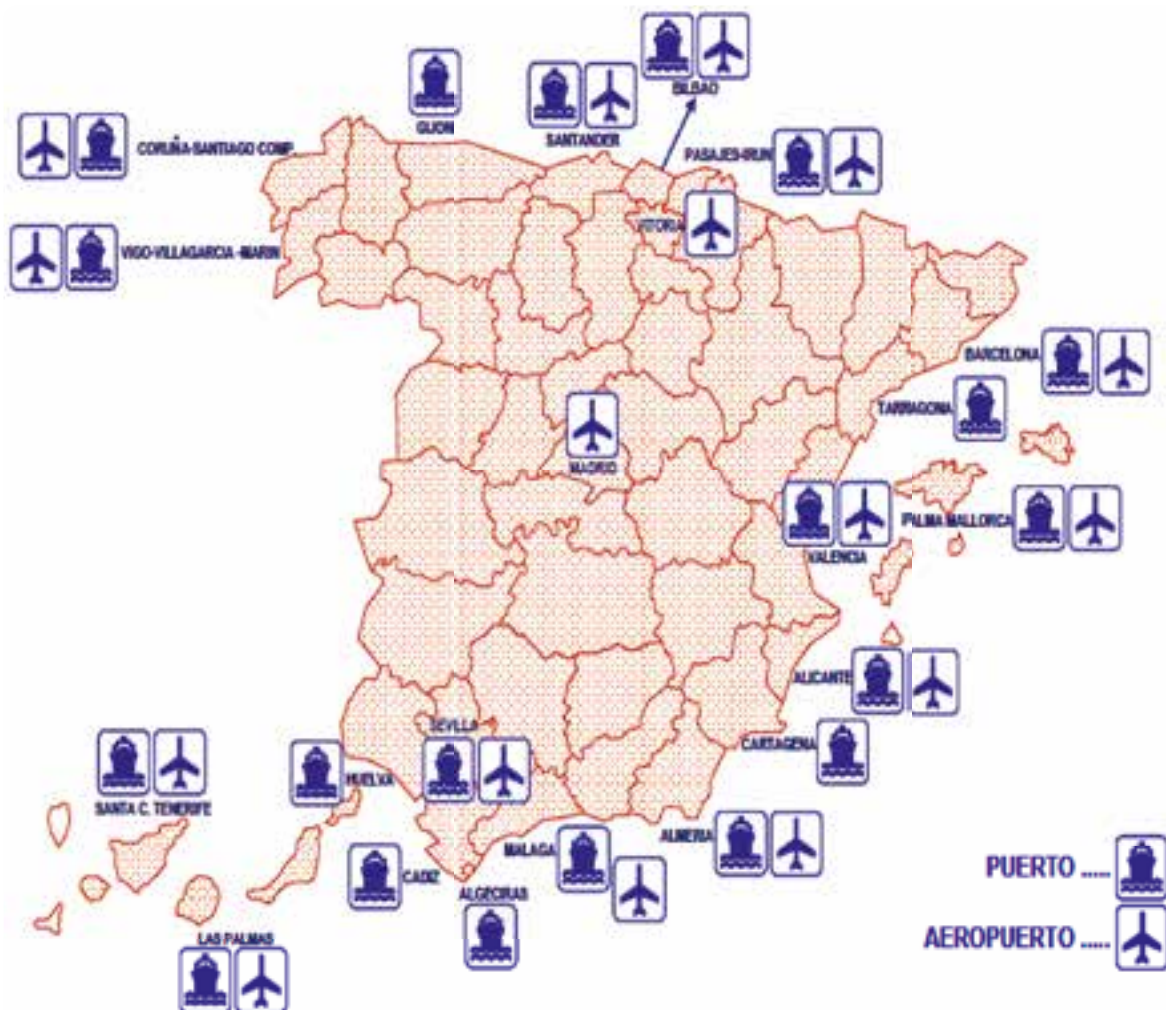 BILBAO
GIJON
SANTANDER
CORUÑA-SANTIAGO COMP.
PASAJES-IRUN
VITORIA
VIGO-VILLAGARCIA -MARIN
BARCELONA
TARRAGONA
MADRID
PALMA MALLORCA
VALENCIA
ALICANTE
SEVILLA
CARTAGENA
HUELVA
SANTA C. TENERIFE
ALMERIA
MALAGA
CADIZ
ALGECIRAS
PUERTO .....
AEROPUERTO .....
LAS PALMAS